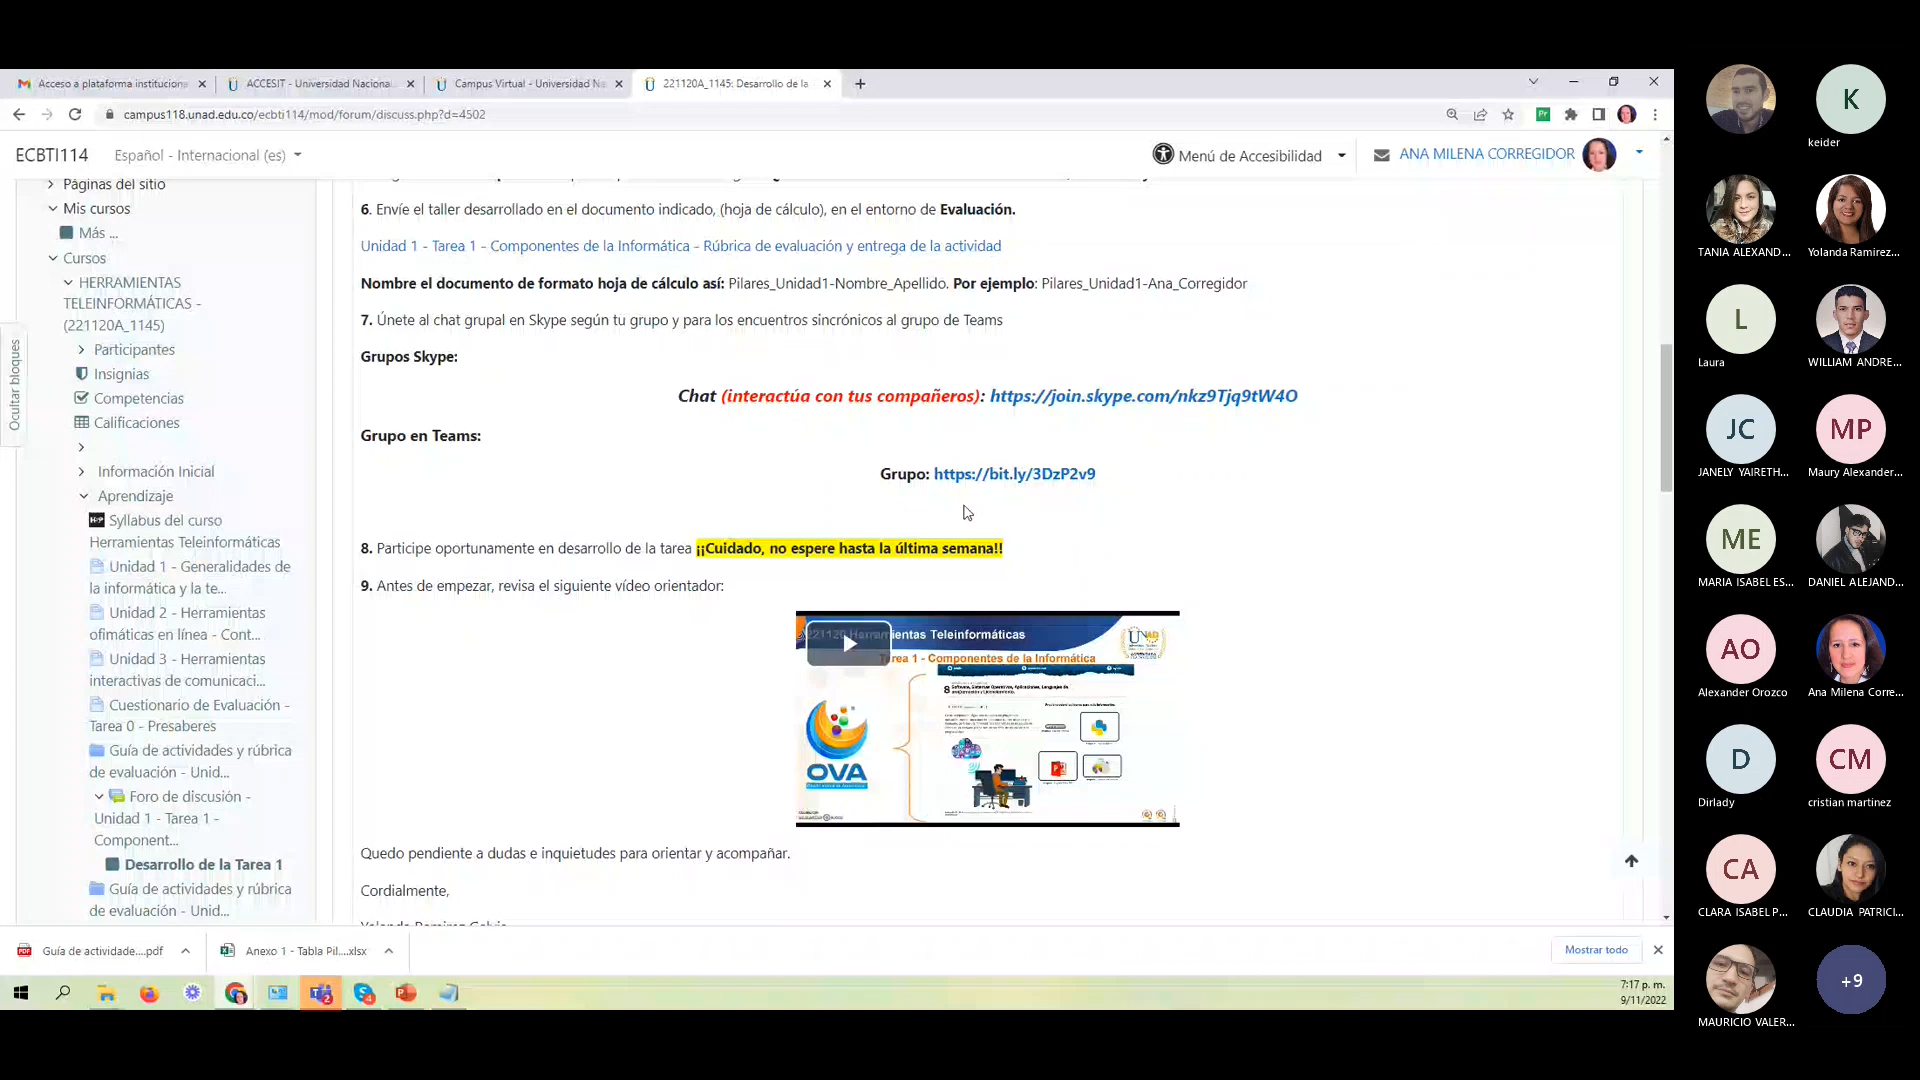 Acceso a plataforma institucion
ACCESIT - Universidad Nacional
Campus Virtual - Universidad Na
221120A_1145: Desarrollo de la
campus118.unad.edu.co/ecbti114/mod/forum/discuss.php?d=4502
ECBTI114
Español - Internacional (es)
Menú de Accesibilidad
ANA MILENA CORREGIDOR
Ocultar bloques
Páginas del sitio
Mis cursos
Más ...
Cursos
HERRAMIENTAS
TELEINFORMÁTICAS -
(221120A_1145)
Participantes
Insignias
Competencias
Calificaciones
Información Inicial
Aprendizaje
Syllabus del curso
Herramientas Teleinformáticas
Unidad 1 - Generalidades de
la informática y la te...
Unidad 2 - Herramientas
ofimáticas en línea - Cont...
Unidad 3 - Herramientas
interactivas de comunicaci...
Cuestionario de Evaluación -
Tarea 0 - Presaberes
Guía de actividades y rúbrica
de evaluación - Unid...
Foro de discusión -
Unidad 1 - Tarea 1 -
Component...
Desarrollo de la Tarea 1
Guía de actividades y rúbrica
de evaluación - Unid...
6. Envíe el taller desarrollado en el documento indicado, (hoja de cálculo), en el entorno de Evaluación.
Unidad 1 - Tarea 1 - Componentes de la Informática - Rúbrica de evaluación y entrega de la actividad
Nombre el documento de formato hoja de cálculo así: Pilares_Unidad1-Nombre_Apellido. Por ejemplo: Pilares_Unidad1-Ana_Corregidor
7. Únete al chat grupal en Skype según tu grupo y para los encuentros sincrónicos al grupo de Teams
Grupos Skype:
Chat (interactúa con tus compañeros): https://join.skype.com/nkz9Tjq9tW4O
Grupo en Teams:
Grupo: https://bit.ly/3DzP2v9
8. Participe oportunamente en desarrollo de la tarea ¡¡Cuidado, no espere hasta la última semana!!
9. Antes de empezar, revisa el siguiente vídeo orientador:
Herramientas Teleinformáticas
UNAD
Tarea 1 - Componentes de la Informática
8
OVA
Quedo pendiente a dudas e inquietudes para orientar y acompañar.
Cordialmente,
Guía de actividade....pdf
Anexo 1 - Tabla Pil....xlsx
Mostrar todo
7:17 p. m.
9/11/2022
K
keider
TANIA ALEXAND...
Yolanda Ramirez...
L
Laura
WILLIAM ANDRE...
JC
JANELY YAIRETH...
MP
Maury Alexander...
ME
MARIA ISABEL ES...
DANIEL ALEJAND...
AO
Alexander Orozco
Ana Milena Corre...
D
Dirlady
CM
cristian martinez
CA
CLARA ISABEL P...
CLAUDIA PATRICI...
MAURICIO VALER...
+9